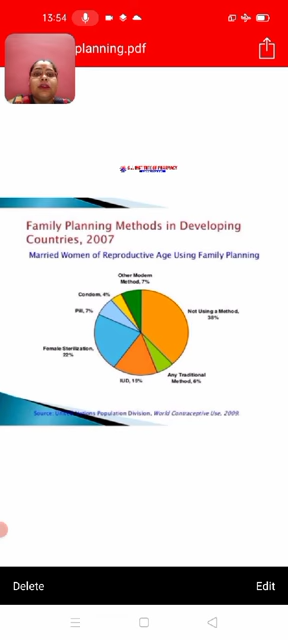 13:54
planning.pdf
Family Planning Methods in Developing
Countries, 2007
Married Women of Reproductive Age Using Family Planning
Other Modern
Method, 7%
Condom, 4%
Not Using a Method,
38%
Pill, 7%
Female Sterilization,
Any Traditional
Method, 6%
IUD,
Source: United Nations Population Division, World Contraceptive Use, 2009.
Delete
Edit